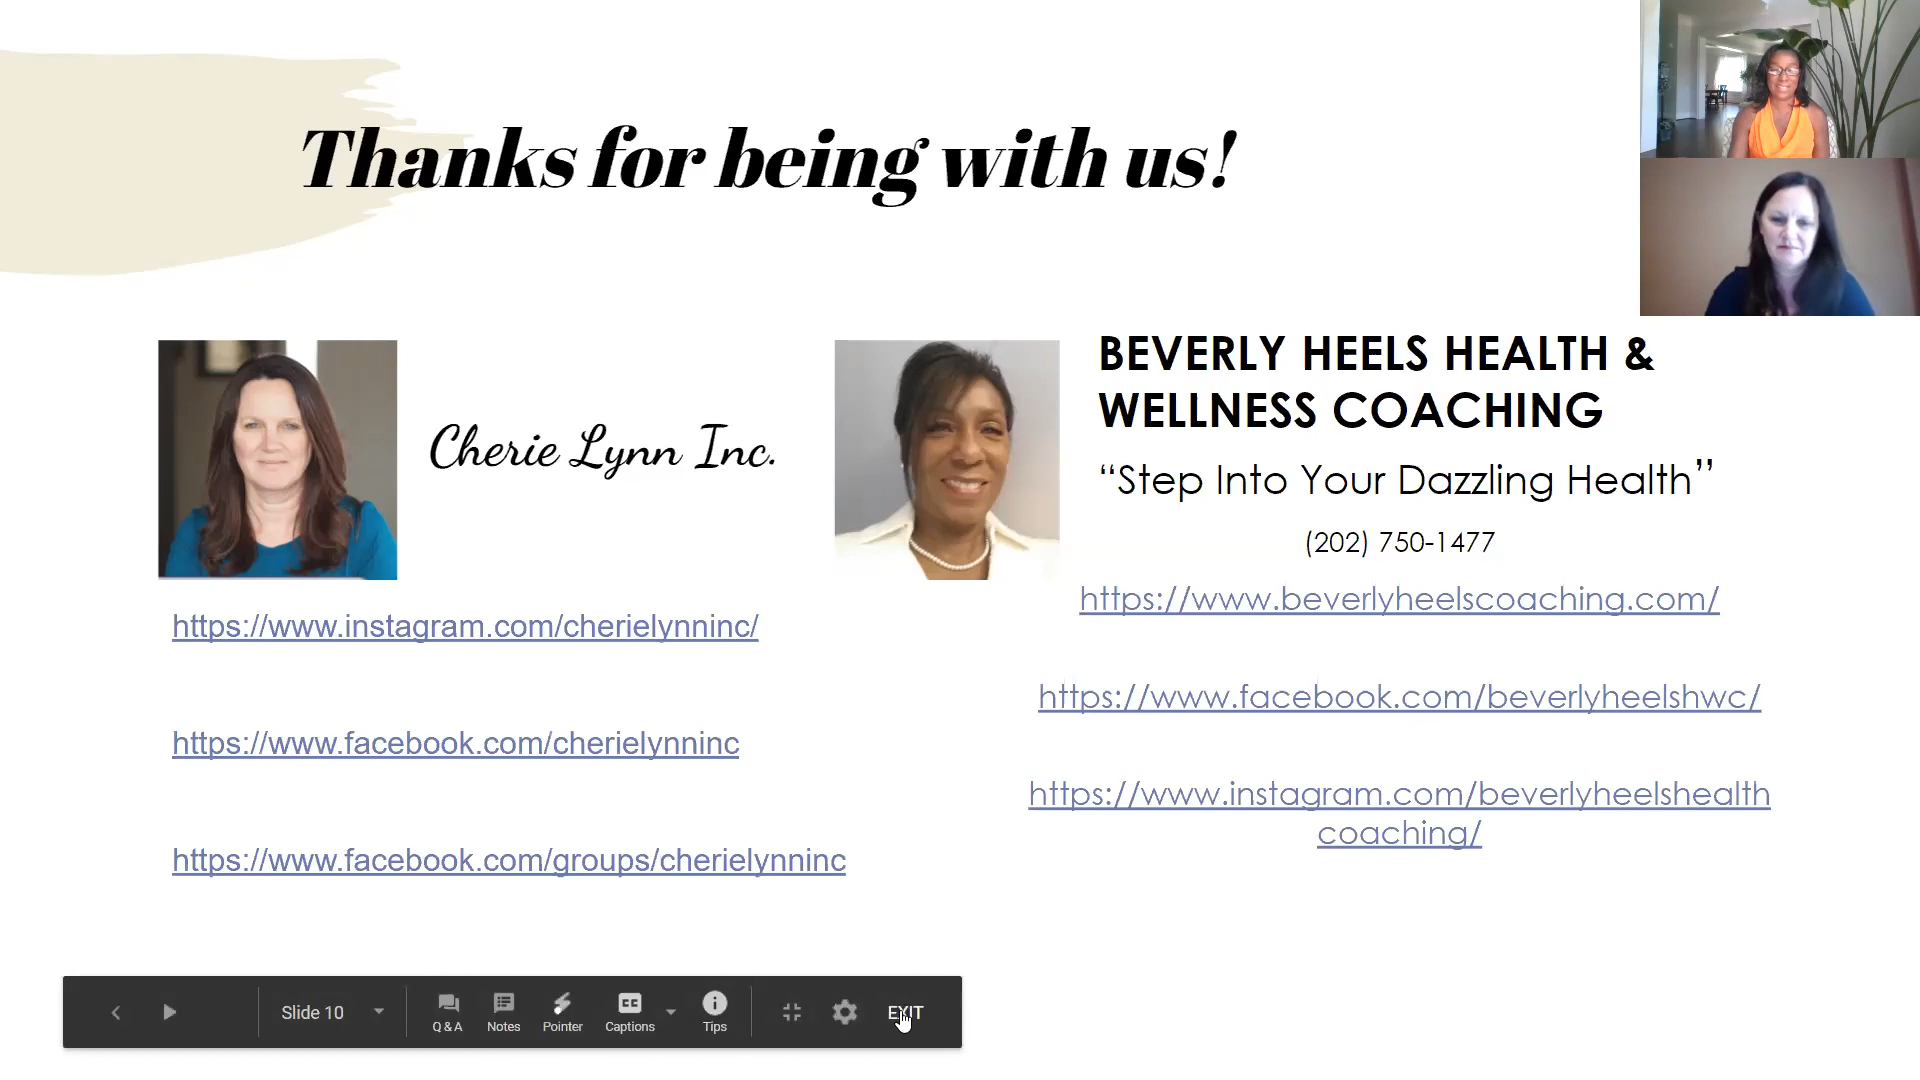 Thanks for being with us!
Cherie Lynn Inc.
https://www.instagram.com/cherielynninc/
https://www.facebook.com/cherielynninc
https://www.facebook.com/groups/cherielynninc
BEVERLY HEELS HEALTH &
WELLNESS COACHING
“Step Into Your Dazzling Health”
(202) 750-1477
https://www.beverlyheelscoaching.com/
https://www.facebook.com/beverlyheelshwc/
https://www.instagram.com/beverlyheelshealth
coaching/
Slide 10
Q & A
Notes
Pointer
CC
Captions
Tips
EXIT